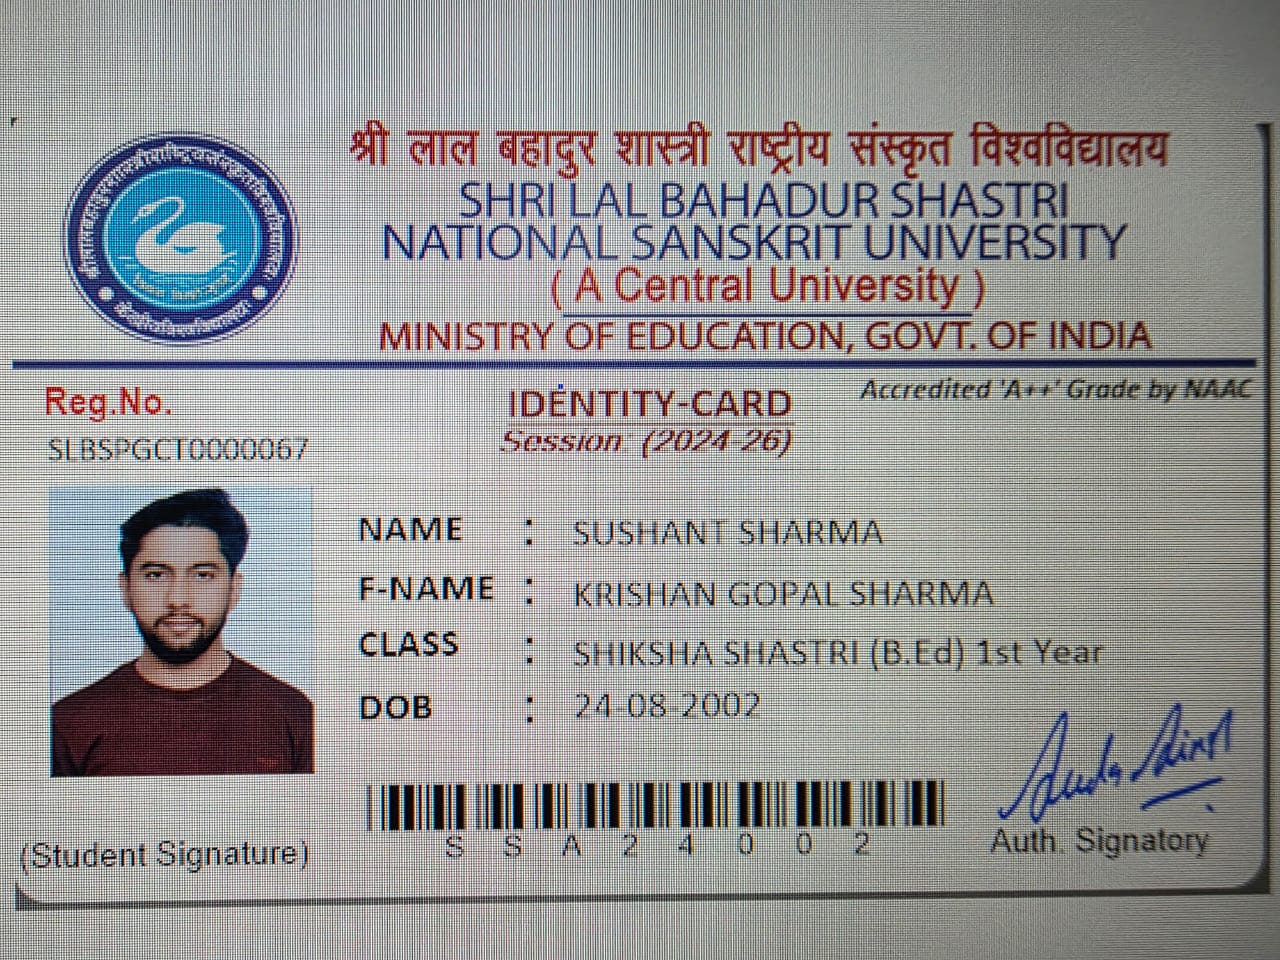 श्री लाल बहादुर शास्त्री राष्ट्रीय संस्कृत विश्वविद्यालय
SHRI LAL BAHADUR SHASTRI
NATIONAL SANSKRIT UNIVERSITY
( A Central University )
MINISTRY OF EDUCATION, GOVT. OF INDIA
Accredited 'A++' Grade by NAAC
Reg.No.
SLBSPGCT0000067
IDENTITY-CARD
Session (2024-26)
NAME : SUSHANT SHARMA
F-NAME : KRISHAN GOPAL SHARMA
CLASS : SHIKSHA SHASTRI (B.Ed) 1st Year
DOB : 24-08-2002
S S A 2 4 0 0 2
(Student Signature)
Auth. Signatory